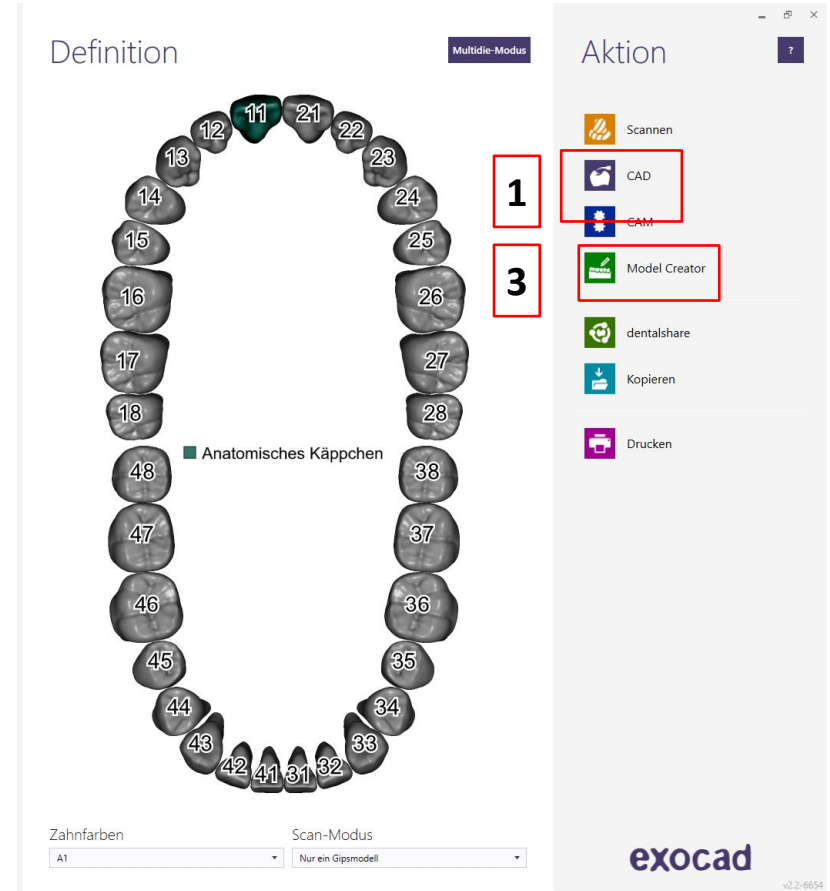 Definition
Multidie-Modus
11 21
12 22
13 23
14 24
15 25
16 26
17 27
18 28
Anatomisches Käppchen
48 38
47 37
46 36
45 35
44 34
43 33
42 41 31 32
Zahnfarben
A1
Scan-Modus
Nur ein Gipsmodell
Aktion
?
Scannen
1
CAD
CAM
3
Model Creator
dentalshare
Kopieren
Drucken
exocad
v2.2-6654